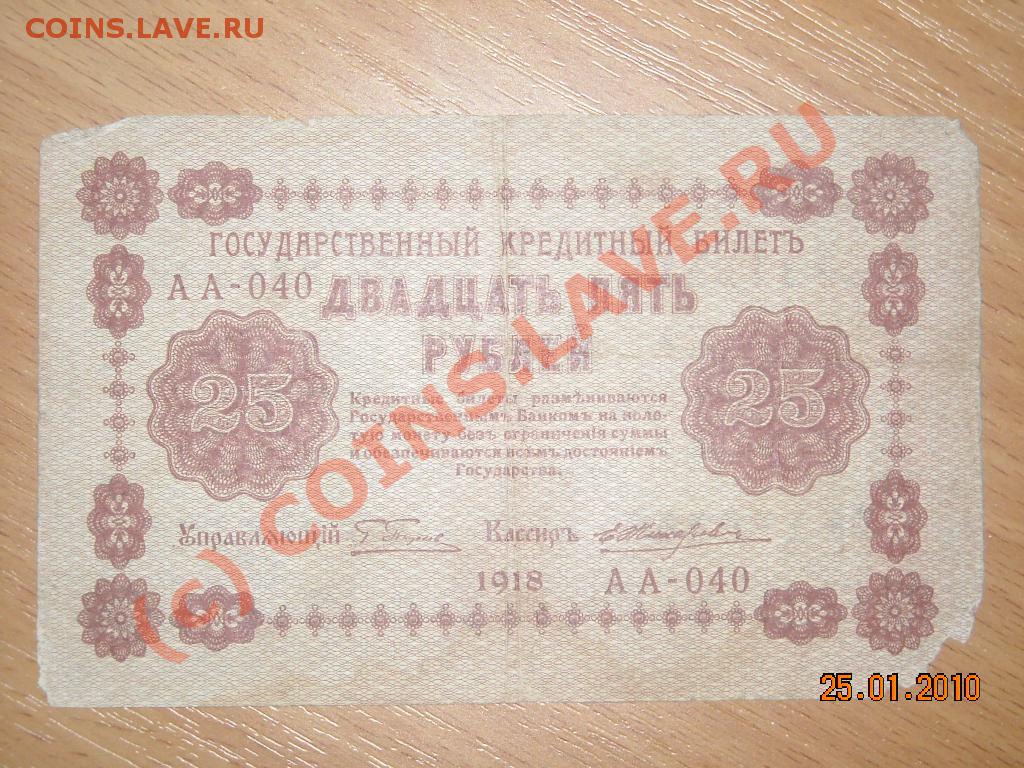 COINS.LAVE.RU
ГОСУДАРСТВЕННЫЙ КРЕДИТНЫЙ БИЛЕТЪ
АА-040 ДВАДЦАТЬ ПЯТЬ
РУБЛЕЙ
25
25
Кредитные билеты размѣниваются
Государственнымъ Банкомъ на золо-
тую монету безъ ограниченія суммы
и обезпечиваются всѣмъ достояніемъ
Государства.
Управляющій
Кассиръ
1918 АА-040
(c) COINS.LAVE.RU
25.01.2010